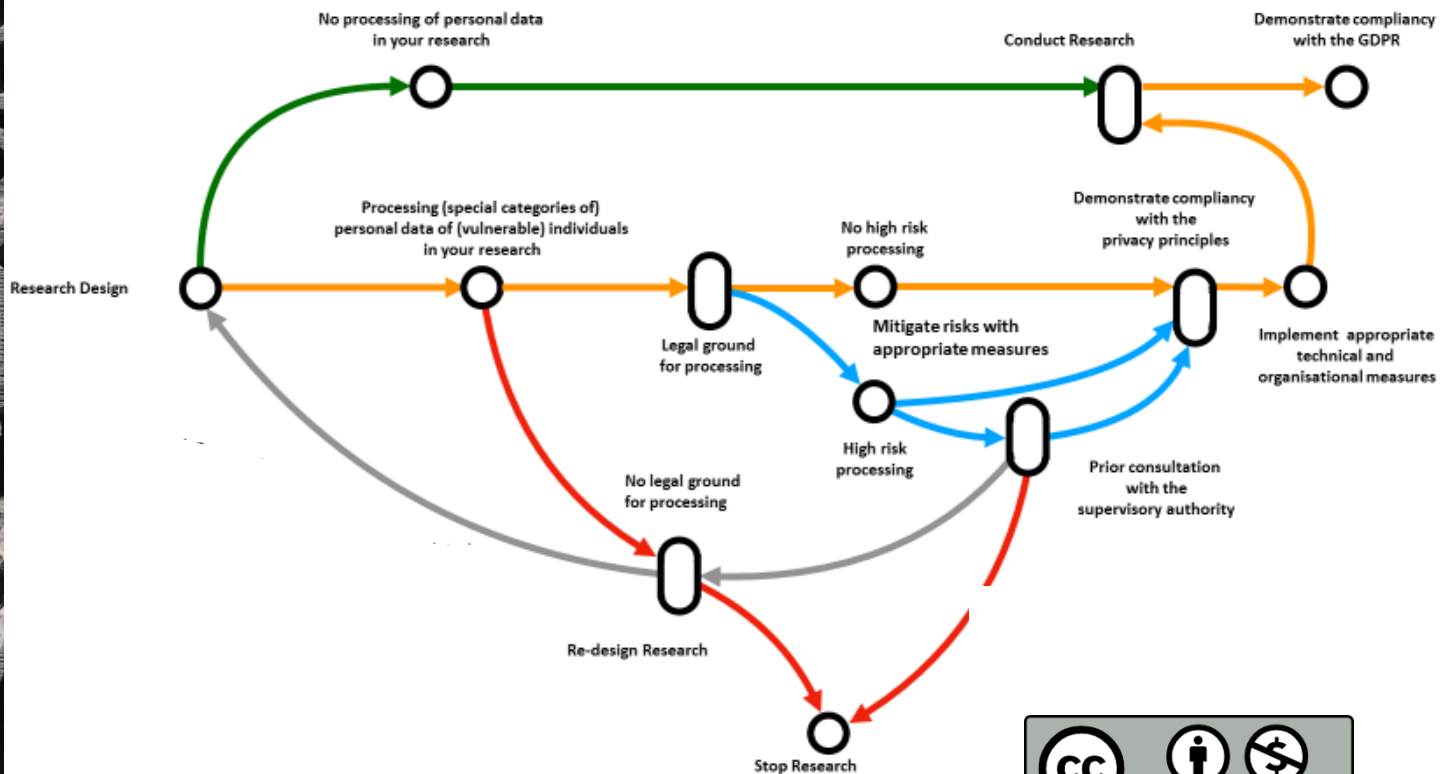 No processing of personal data
in your research
Conduct Research
Demonstrate compliancy
with the GDPR
Processing (special categories of)
personal data of (vulnerable) individuals
in your research
No high risk
processing
Demonstrate compliancy
with the
privacy principles
Research Design
Legal ground
for processing
Mitigate risks with
appropriate measures
Implement appropriate
technical and
organisational measures
High risk
processing
Prior consultation
with the
supervisory authority
No legal ground
for processing
Re-design Research
Stop Research
cc
$